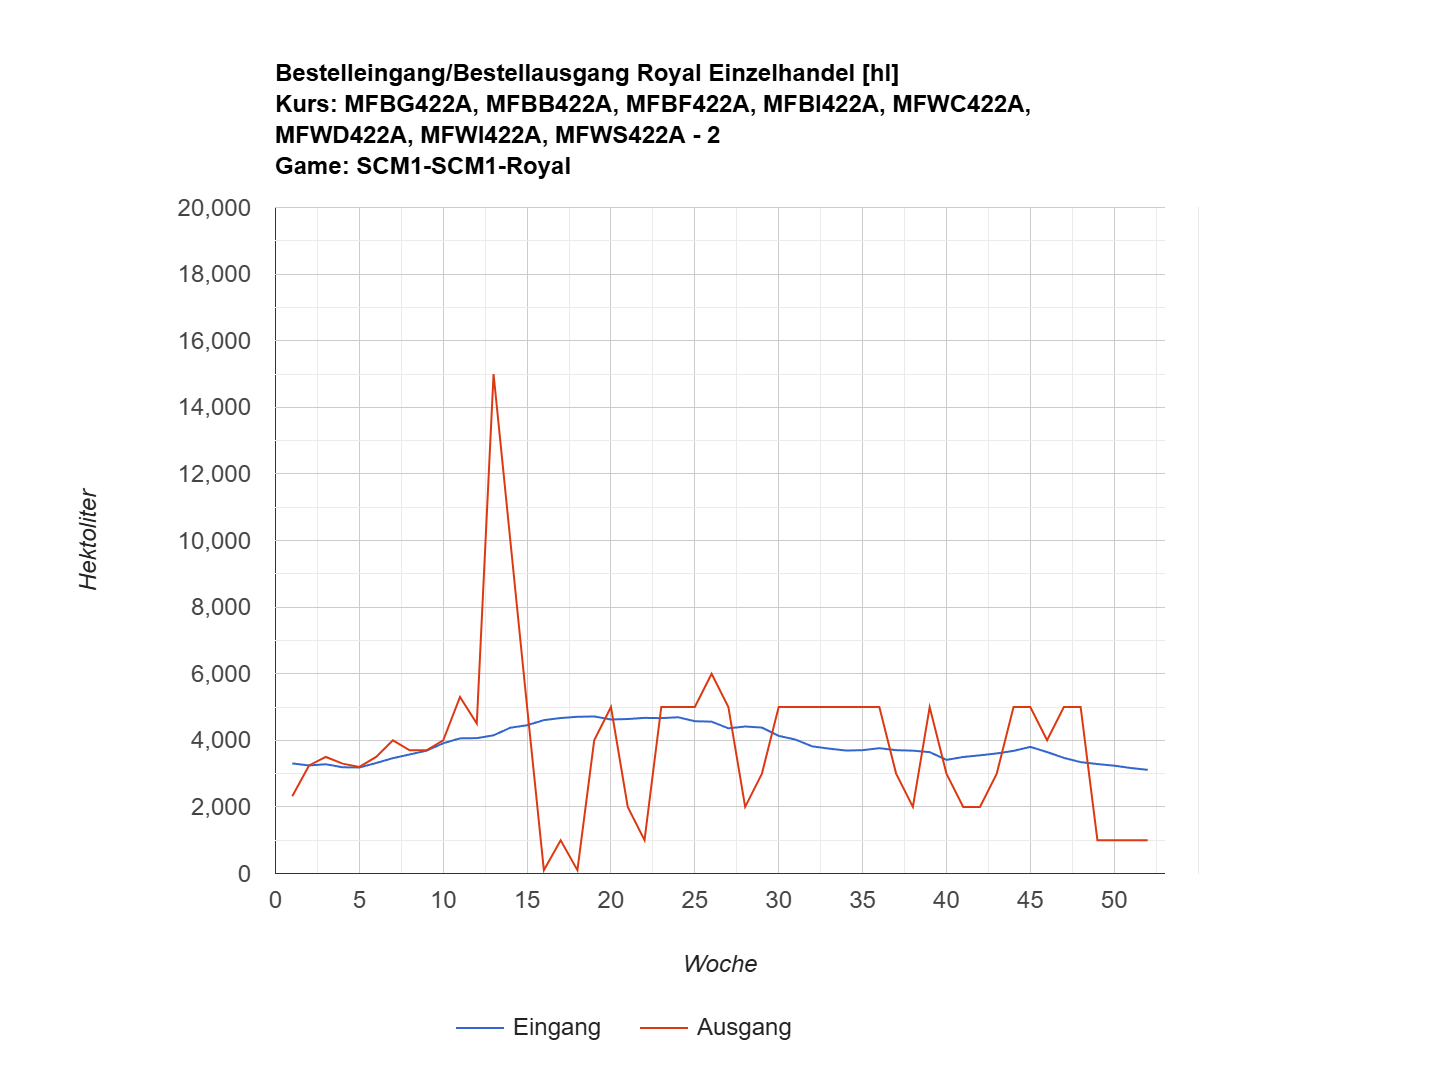 Bestelleingang/Bestellausgang Royal Einzelhandel [hl]
Kurs: MFBG422A, MFBB422A, MFBF422A, MFBI422A, MFWC422A,
MFWD422A, MFWI422A, MFWS422A - 2
Game: SCM1-SCM1-Royal
20,000
18,000
16,000
14,000
12,000
10,000
8,000
6,000
4,000
2,000
0
Hektoliter
0 5 10 15 20 25 30 35 40 45 50
Woche
Eingang Ausgang